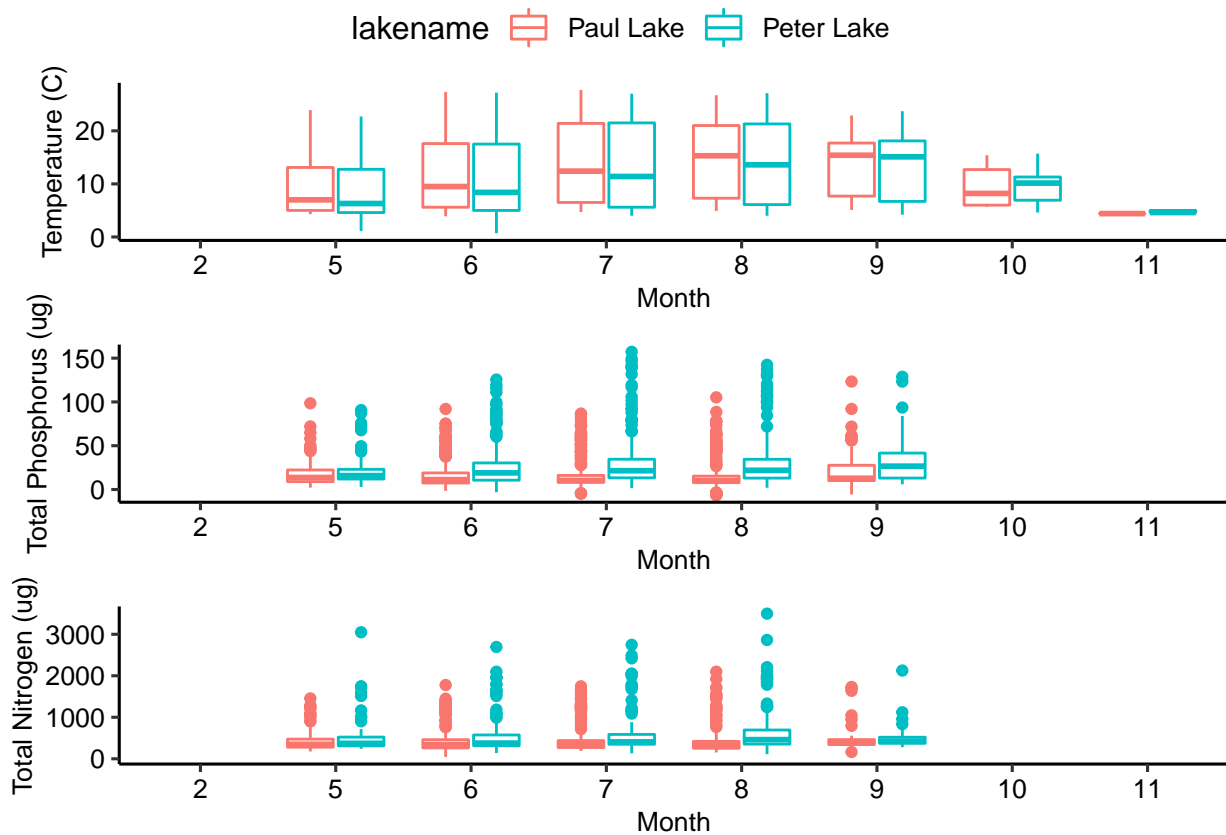 lakename Paul Lake Peter Lake
Temperature (C)
20
10
0
2 5 6 7 8 9 10 11
Month
Total Phosphorus (ug)
150
100
50
0
2 5 6 7 8 9 10 11
Month
Total Nitrogen (ug)
3000
2000
1000
0
2 5 6 7 8 9 10 11
Month